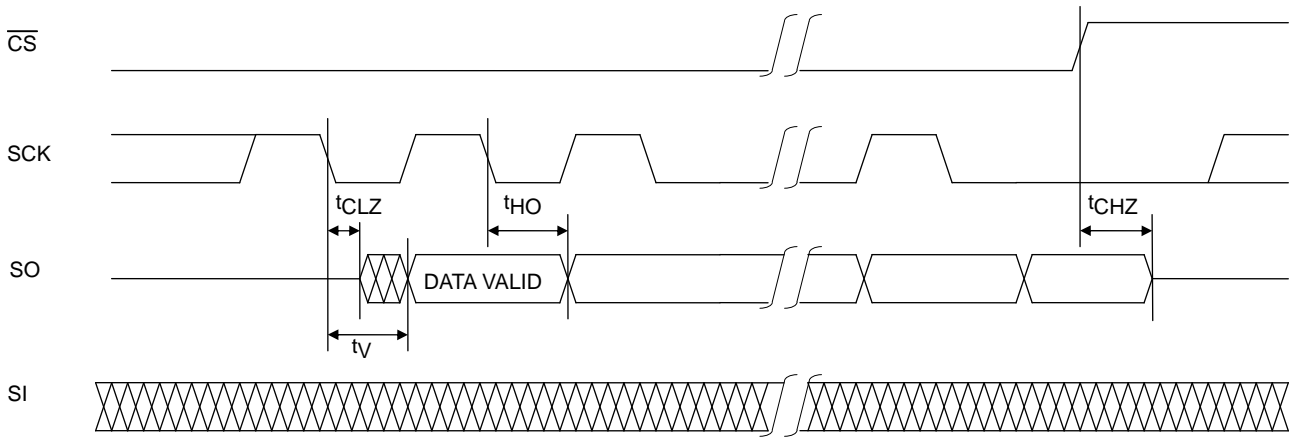 CS
SCK
tCLZ
tHO
tCHZ
SO
DATA VALID
tV
SI